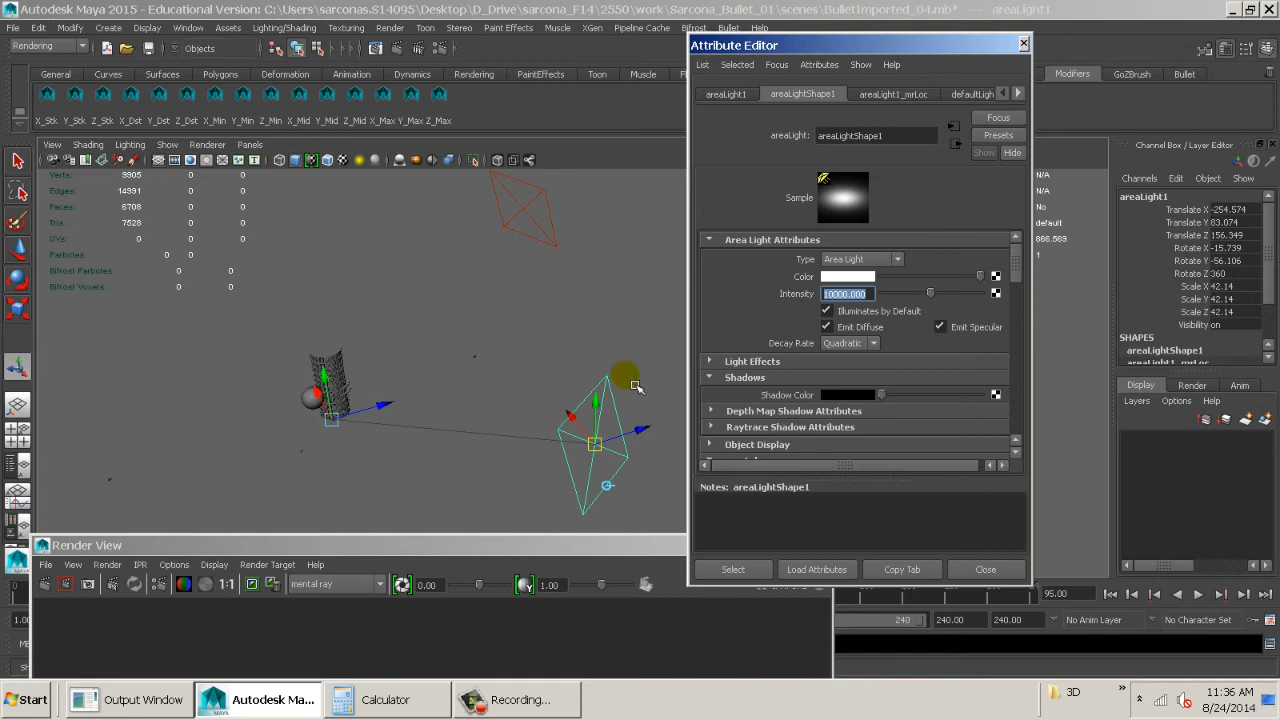 Autodesk Maya 2015 - Educational Version: C:\Users\sarconas.S14095\Desktop\D_Drive\sarcona_F14\2550\work\Sarcona_Bullet_01\scenes\BulletImported_04.mb* --- areaLight1
File Edit Modify Create Display Window Assets Lighting/Shading Texturing Render Toon Stereo Paint Effects Muscle XGen Pipeline Cache Bifrost Bullet
Rendering Objects
General Curves Surfaces Polygons Deformation Animation Dynamics Rendering PaintEffects Toon Muscle Modifiers GoZBrush Bullet
X_Stk Y_Stk Z_Stk X_Dst Y_Dst Z_Dst X_Min Y_Min Z_Min X_Mid Y_Mid Z_Mid X_Max Y_Max Z_Max
View Shading Lighting Show Renderer Panels
Verts: 3905 0 0
Edges: 14391 0 0
Faces: 6708 0 0
Tris: 7528 0 0
UVs: 0 0 0
Particles: 0 0
Bifrost Particles: 0 0
Bifrost Voxels: 0 0
N/A
N/A
No
default
866.569
1
Attribute Editor
List Selected Focus Attributes Show Help
areaLight1 areaLightShape1 areaLight1_mrLoc defaultLigh
areaLight: areaLightShape1
Focus
Presets
Show Hide
Sample
Area Light Attributes
Type Area Light
Color
Intensity 10000.000
Illuminates by Default
Emit Diffuse Emit Specular
Decay Rate Quadratic
Light Effects
Shadows
Shadow Color
Depth Map Shadow Attributes
Raytrace Shadow Attributes
Object Display
Notes: areaLightShape1
Select Load Attributes Copy Tab Close
Channel Box / Layer Editor
Channels Edit Object Show
areaLight1
Translate X -254.574
Translate Y 83.074
Translate Z 156.349
Rotate X -15.739
Rotate Y -56.106
Rotate Z 360
Scale X 42.14
Scale Y 42.14
Scale Z 42.14
Visibility on
SHAPES
areaLightShape1
areaLight1_mrLoc
Display Render Anim
Layers Options Help
Render View
File View Render IPR Options Display Render Target Help
1:1 mental ray 0.00 1.00
95.00
1.00 240 240.00 240.00 No Anim Layer No Character Set
Start Output Window Autodesk Ma... Calculator Recording... 3D
11:36 AM
8/24/2014